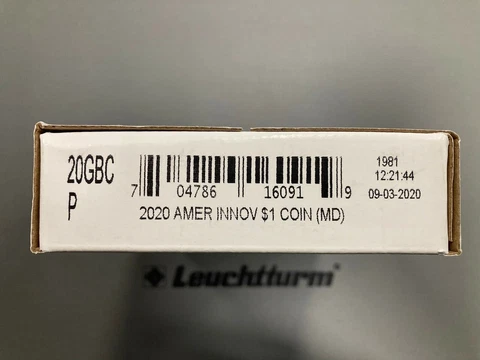 20GBC
P
7 04786 16091 9
2020 AMER INNOV $1 COIN (MD)
1981
12:21:44
09-03-2020
Leuchtturm